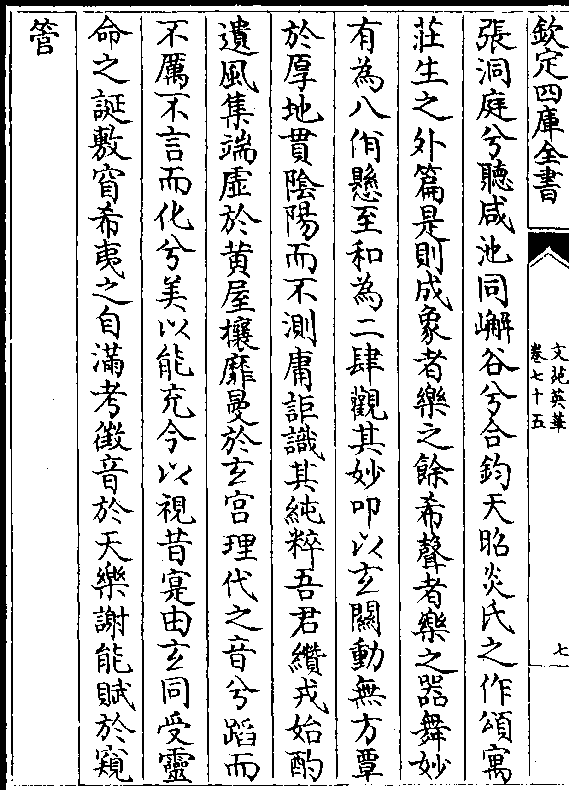 欽定四庫全書
文苑英華
卷七十五
七
張洞庭兮聽咸池同嶰谷兮合鈞天昭炎氏之作頌寓
莊生之外篇是則成象者樂之餘希聲者樂之器舞妙
有為八佾懸至和為二肆觀其妙叩以玄關動無方覃
於厚地貫陰陽而不測庸詎識其純粹吾君纘戎始酌
遺風集端虛於黃屋攘靡曼於玄宮理代之音兮蹈而
不厲不言而化兮美以能充今以視昔寔由玄同受靈
命之誕敷窅希夷之自滿考徵音於天樂謝能賦於窺
管